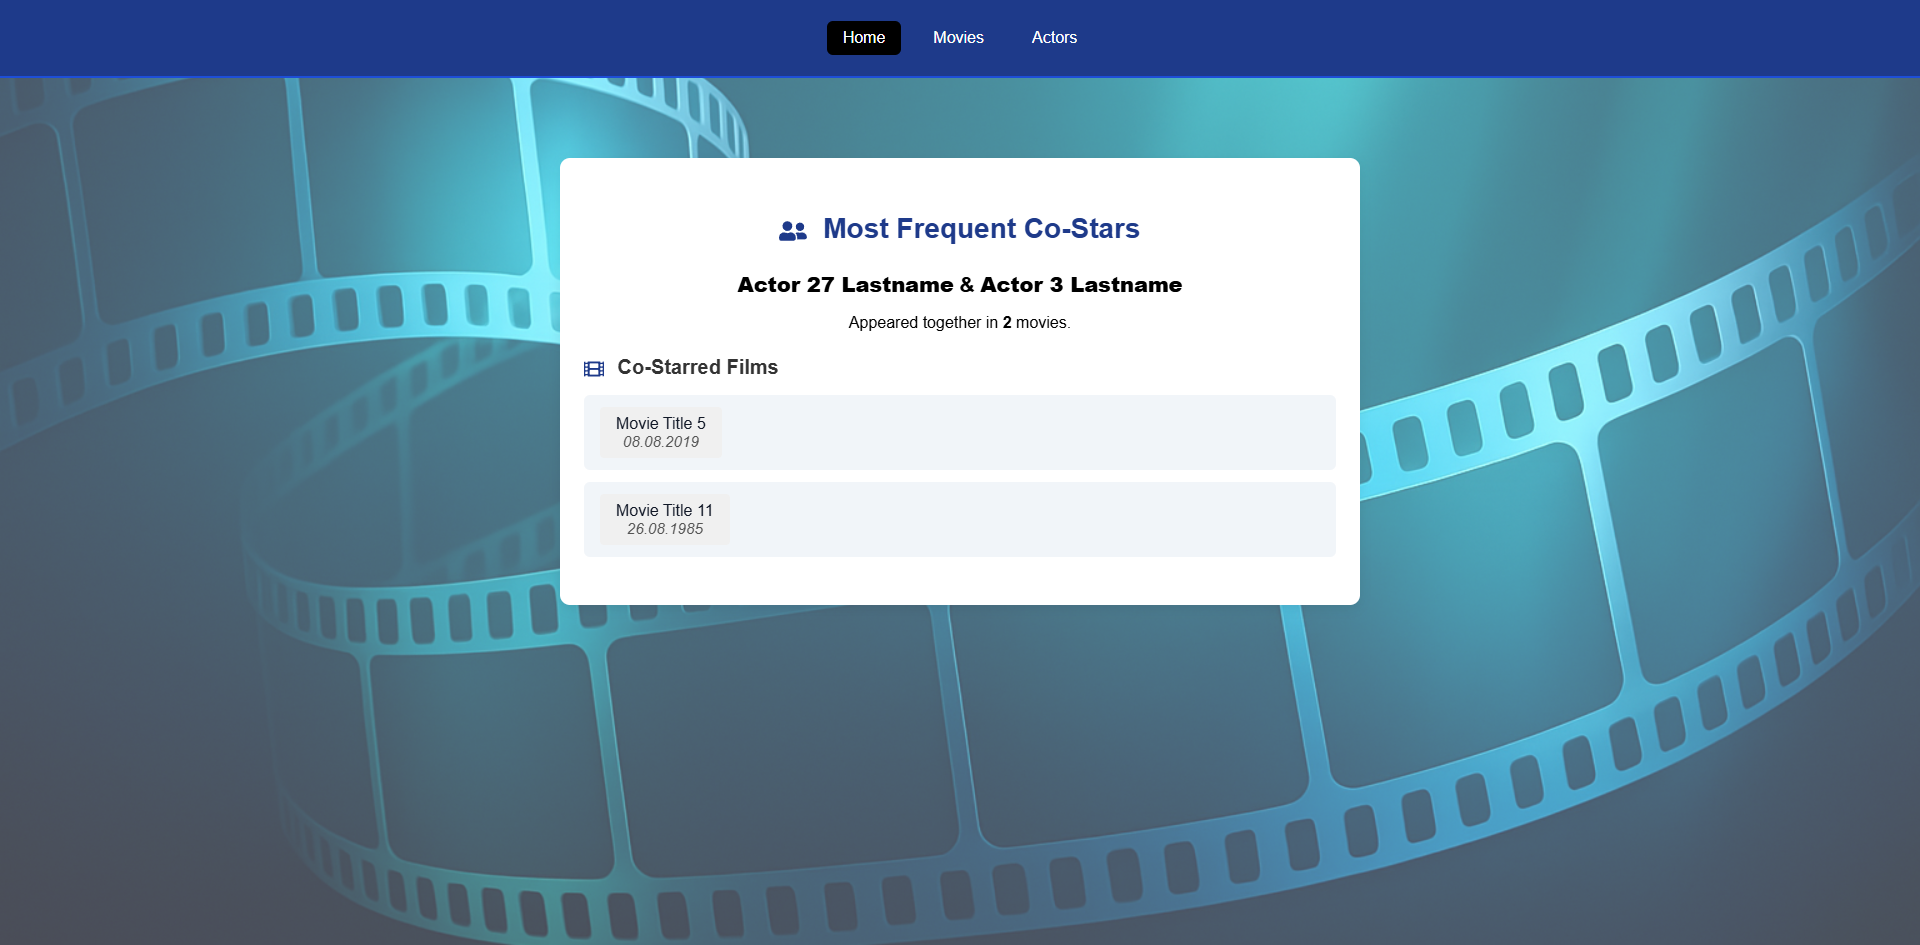 Home Movies Actors
Most Frequent Co-Stars
Actor 27 Lastname & Actor 3 Lastname
Appeared together in 2 movies.
Co-Starred Films
Movie Title 5
08.08.2019
Movie Title 11
26.08.1985